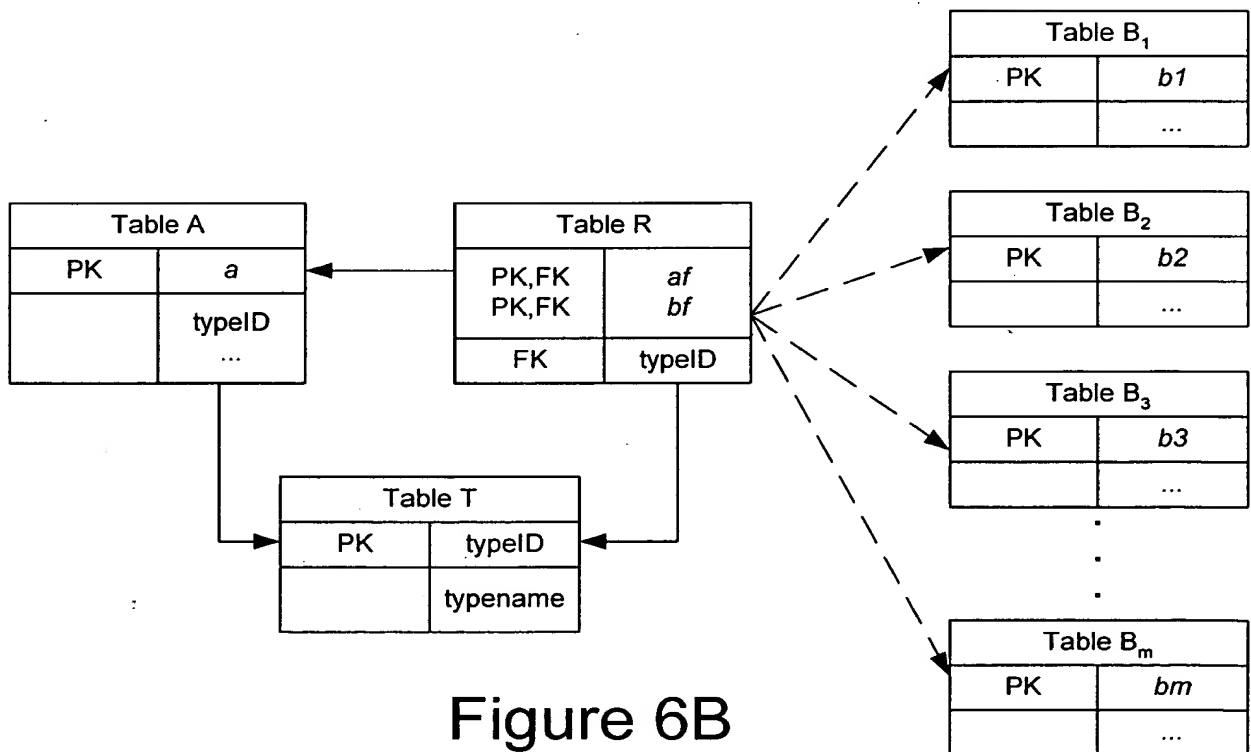 Table A
PK a
typeID
...
Table R
PK,FK af
PK,FK bf
FK typeID
Table T
PK typeID
typename
Table B1
PK b1
...
Table B2
PK b2
...
Table B3
PK b3
...
Table Bm
PK bm
...
Figure 6B